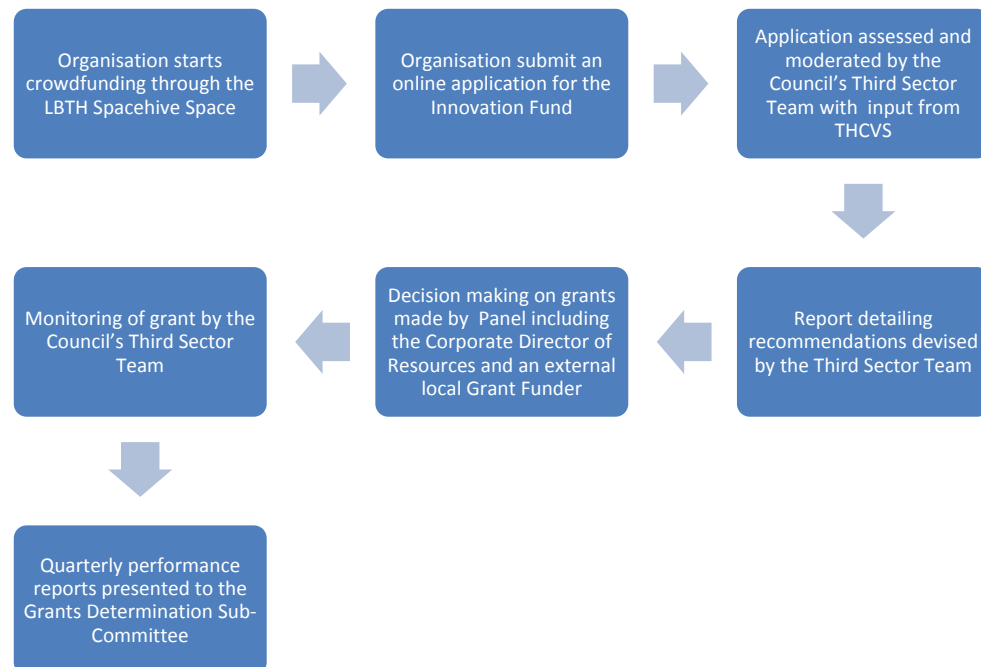 Organisation starts
crowdfunding through the
LBTH Spacehive Space
Organisation submit an
online application for the
Innovation Fund
Application assessed and
moderated by the
Council's Third Sector
Team with input from
THCVS
Report detailing
recommendations devised
by the Third Sector Team
Decision making on grants
made by Panel including
the Corporate Director of
Resources and an external
local Grant Funder
Monitoring of grant by the
Council's Third Sector
Team
Quarterly performance
reports presented to the
Grants Determination Sub-
Committee